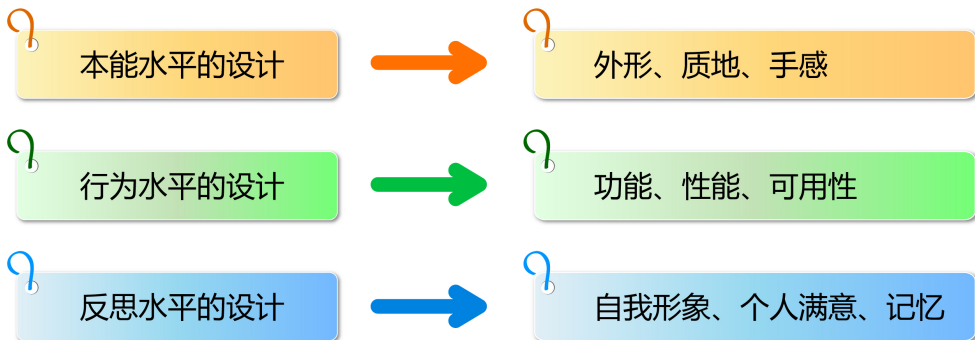 本能水平的设计
外形、质地、手感
行为水平的设计
功能、性能、可用性
反思水平的设计
自我形象、个人满意、记忆